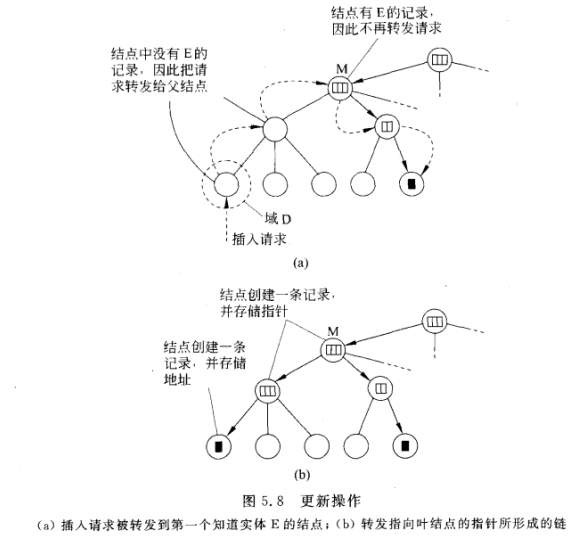 结点有 E的记录，
因此不再转发请求
结点中没有 E的
记录，因此把请
求转发给父结点
M
域 D
插入请求
(a)
结点创建一条记录，
并存储指针
M
结点创建一条
记录，并存储
地址
(b)
图 5.8 更新操作
(a) 插入请求被转发到第一个知道实体 E 的结点；(b) 转发指向叶结点的指针所形成的链